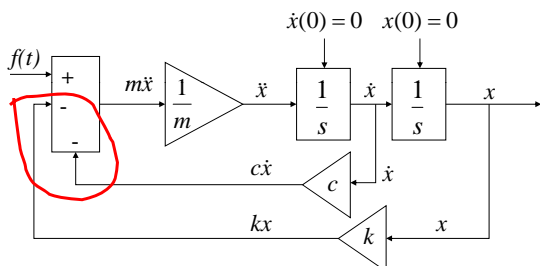 ẋ(0) = 0 x(0) = 0
f(t)
+
-
-
mẍ
1/m
ẍ
1/s
ẋ
1/s
x
cẋ
c
ẋ
kx
k
x